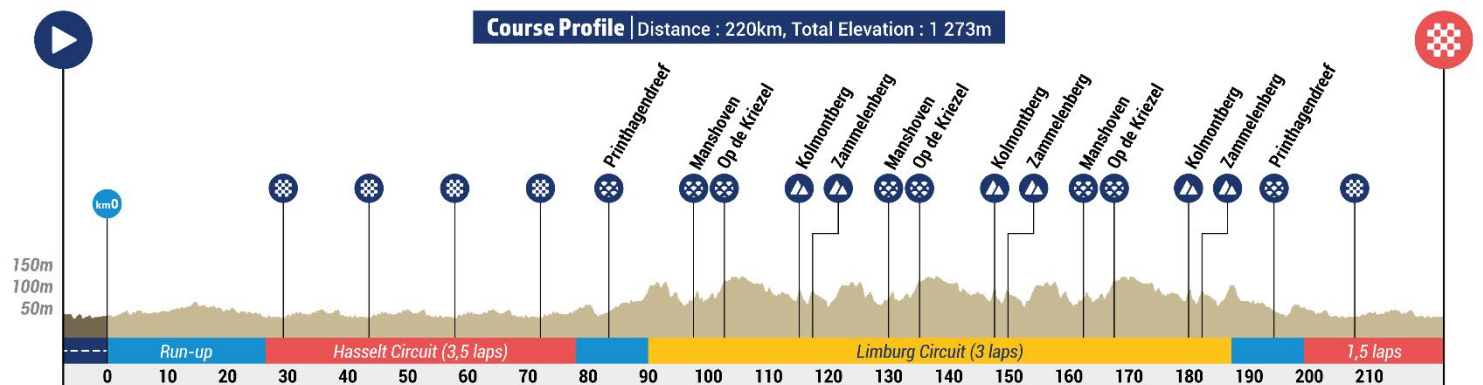 Course Profile | Distance : 220km, Total Elevation : 1 273m
Printhagendreef
Manshoven
Op de Kriezel
Kolmontberg
Zammelenberg
Manshoven
Op de Kriezel
Kolmontberg
Zammelenberg
Manshoven
Op de Kriezel
Kolmontberg
Zammelenberg
Printhagendreef
km0
150m
100m
50m
Run-up
Hasselt Circuit (3,5 laps)
Limburg Circuit (3 laps)
1,5 laps
0 10 20 30 40 50 60 70 80 90 100 110 120 130 140 150 160 170 180 190 200 210